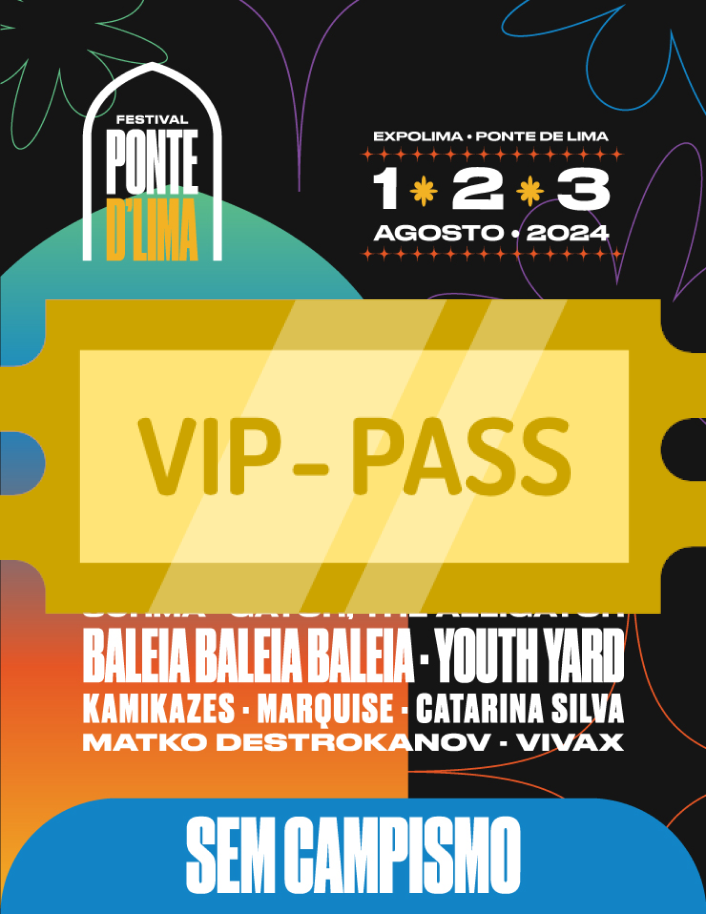 FESTIVAL
PONTE
D'LIMA
EXPOLIMA • PONTE DE LIMA
1 * 2 * 3
AGOSTO • 2024
VIP-PASS
BALEIA BALEIA BALEIA · YOUTH YARD
KAMIKAZES · MARQUISE · CATARINA SILVA
MATKO DESTROKANOV · VIVAX
SEM CAMPISMO